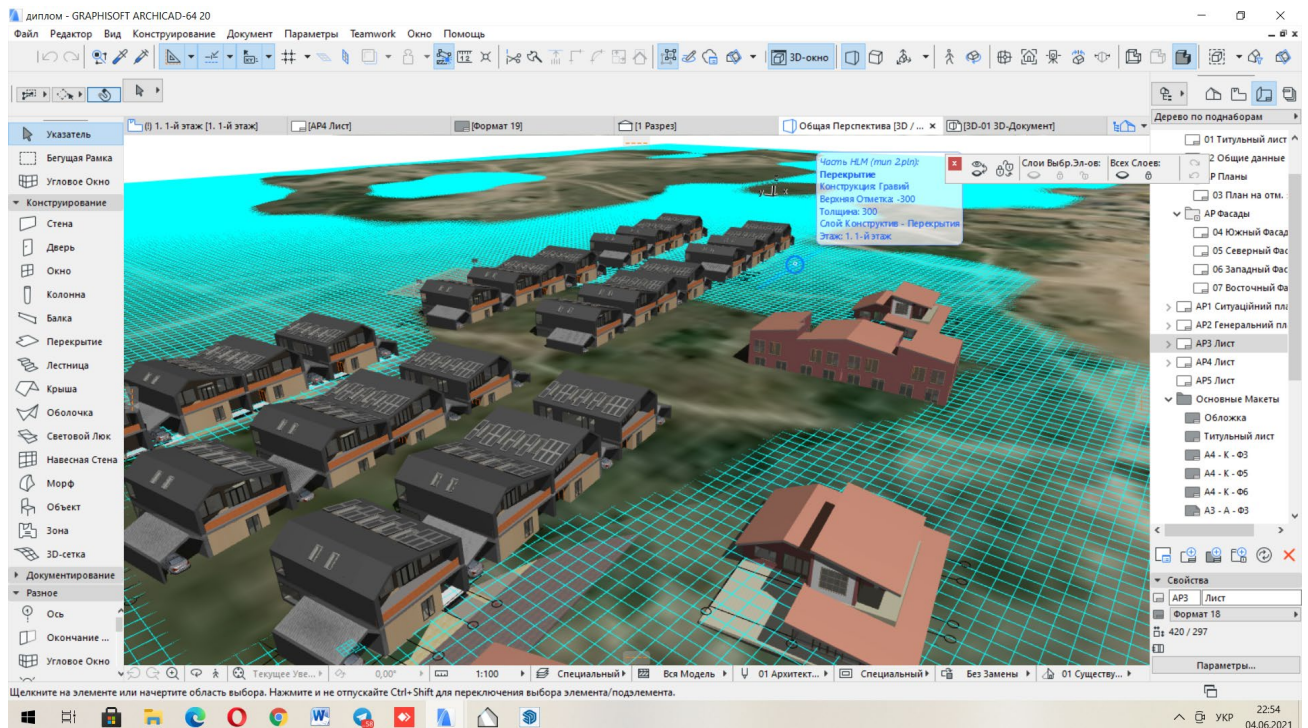 диплом - GRAPHISOFT ARCHICAD-64 20
Файл Редактор Вид Конструирование Документ Параметры Teamwork Окно Помощь
3D-окно
(!) 1. 1-й этаж [1. 1-й этаж]
[АР4 Лист]
[Формат 19]
[1 Разрез]
Общая Перспектива [3D / ...
[3D-01 3D-Документ]
Указатель
Бегущая Рамка
Угловое Окно
Конструирование
Стена
Дверь
Окно
Колонна
Балка
Перекрытие
Лестница
Крыша
Оболочка
Световой Люк
Навесная Стена
Морф
Объект
Зона
3D-сетка
Документирование
Разное
Ось
Окончание ...
Угловое Окно
Часть HLM (тип 2.pln):
Перекрытие
Конструкция: Гравий
Верхняя Отметка: -300
Толщина: 300
Слой: Конструктив - Перекрытия
Этаж: 1. 1-й этаж
Слои Выбр.Эл-ов:
Всех Слоев:
Дерево по поднаборам
01 Титульный лист
2 Общие данные
Р Планы
03 План на отм.
АР Фасады
04 Южный Фасад
05 Северный Фас
06 Западный Фас
07 Восточный Фа
АР1 Ситуаційний пла
АР2 Генеральний пл
АР3 Лист
АР4 Лист
АР5 Лист
Основные Макеты
Обложка
Титульный лист
А4 - К - Ф3
А4 - К - Ф5
А4 - К - Ф6
А3 - А - Ф3
Свойства
АР3 Лист
Формат 18
420 / 297
Параметры...
Текущее Уве...
0,00°
1:100
Специальный
Вся Модель
01 Архитект...
Специальный
Без Замены
01 Существу...
Щелкните на элементе или начертите область выбора. Нажмите и не отпускайте Ctrl+Shift для переключения выбора элемента/подэлемента.
58
УКР
22:54
04.06.2021